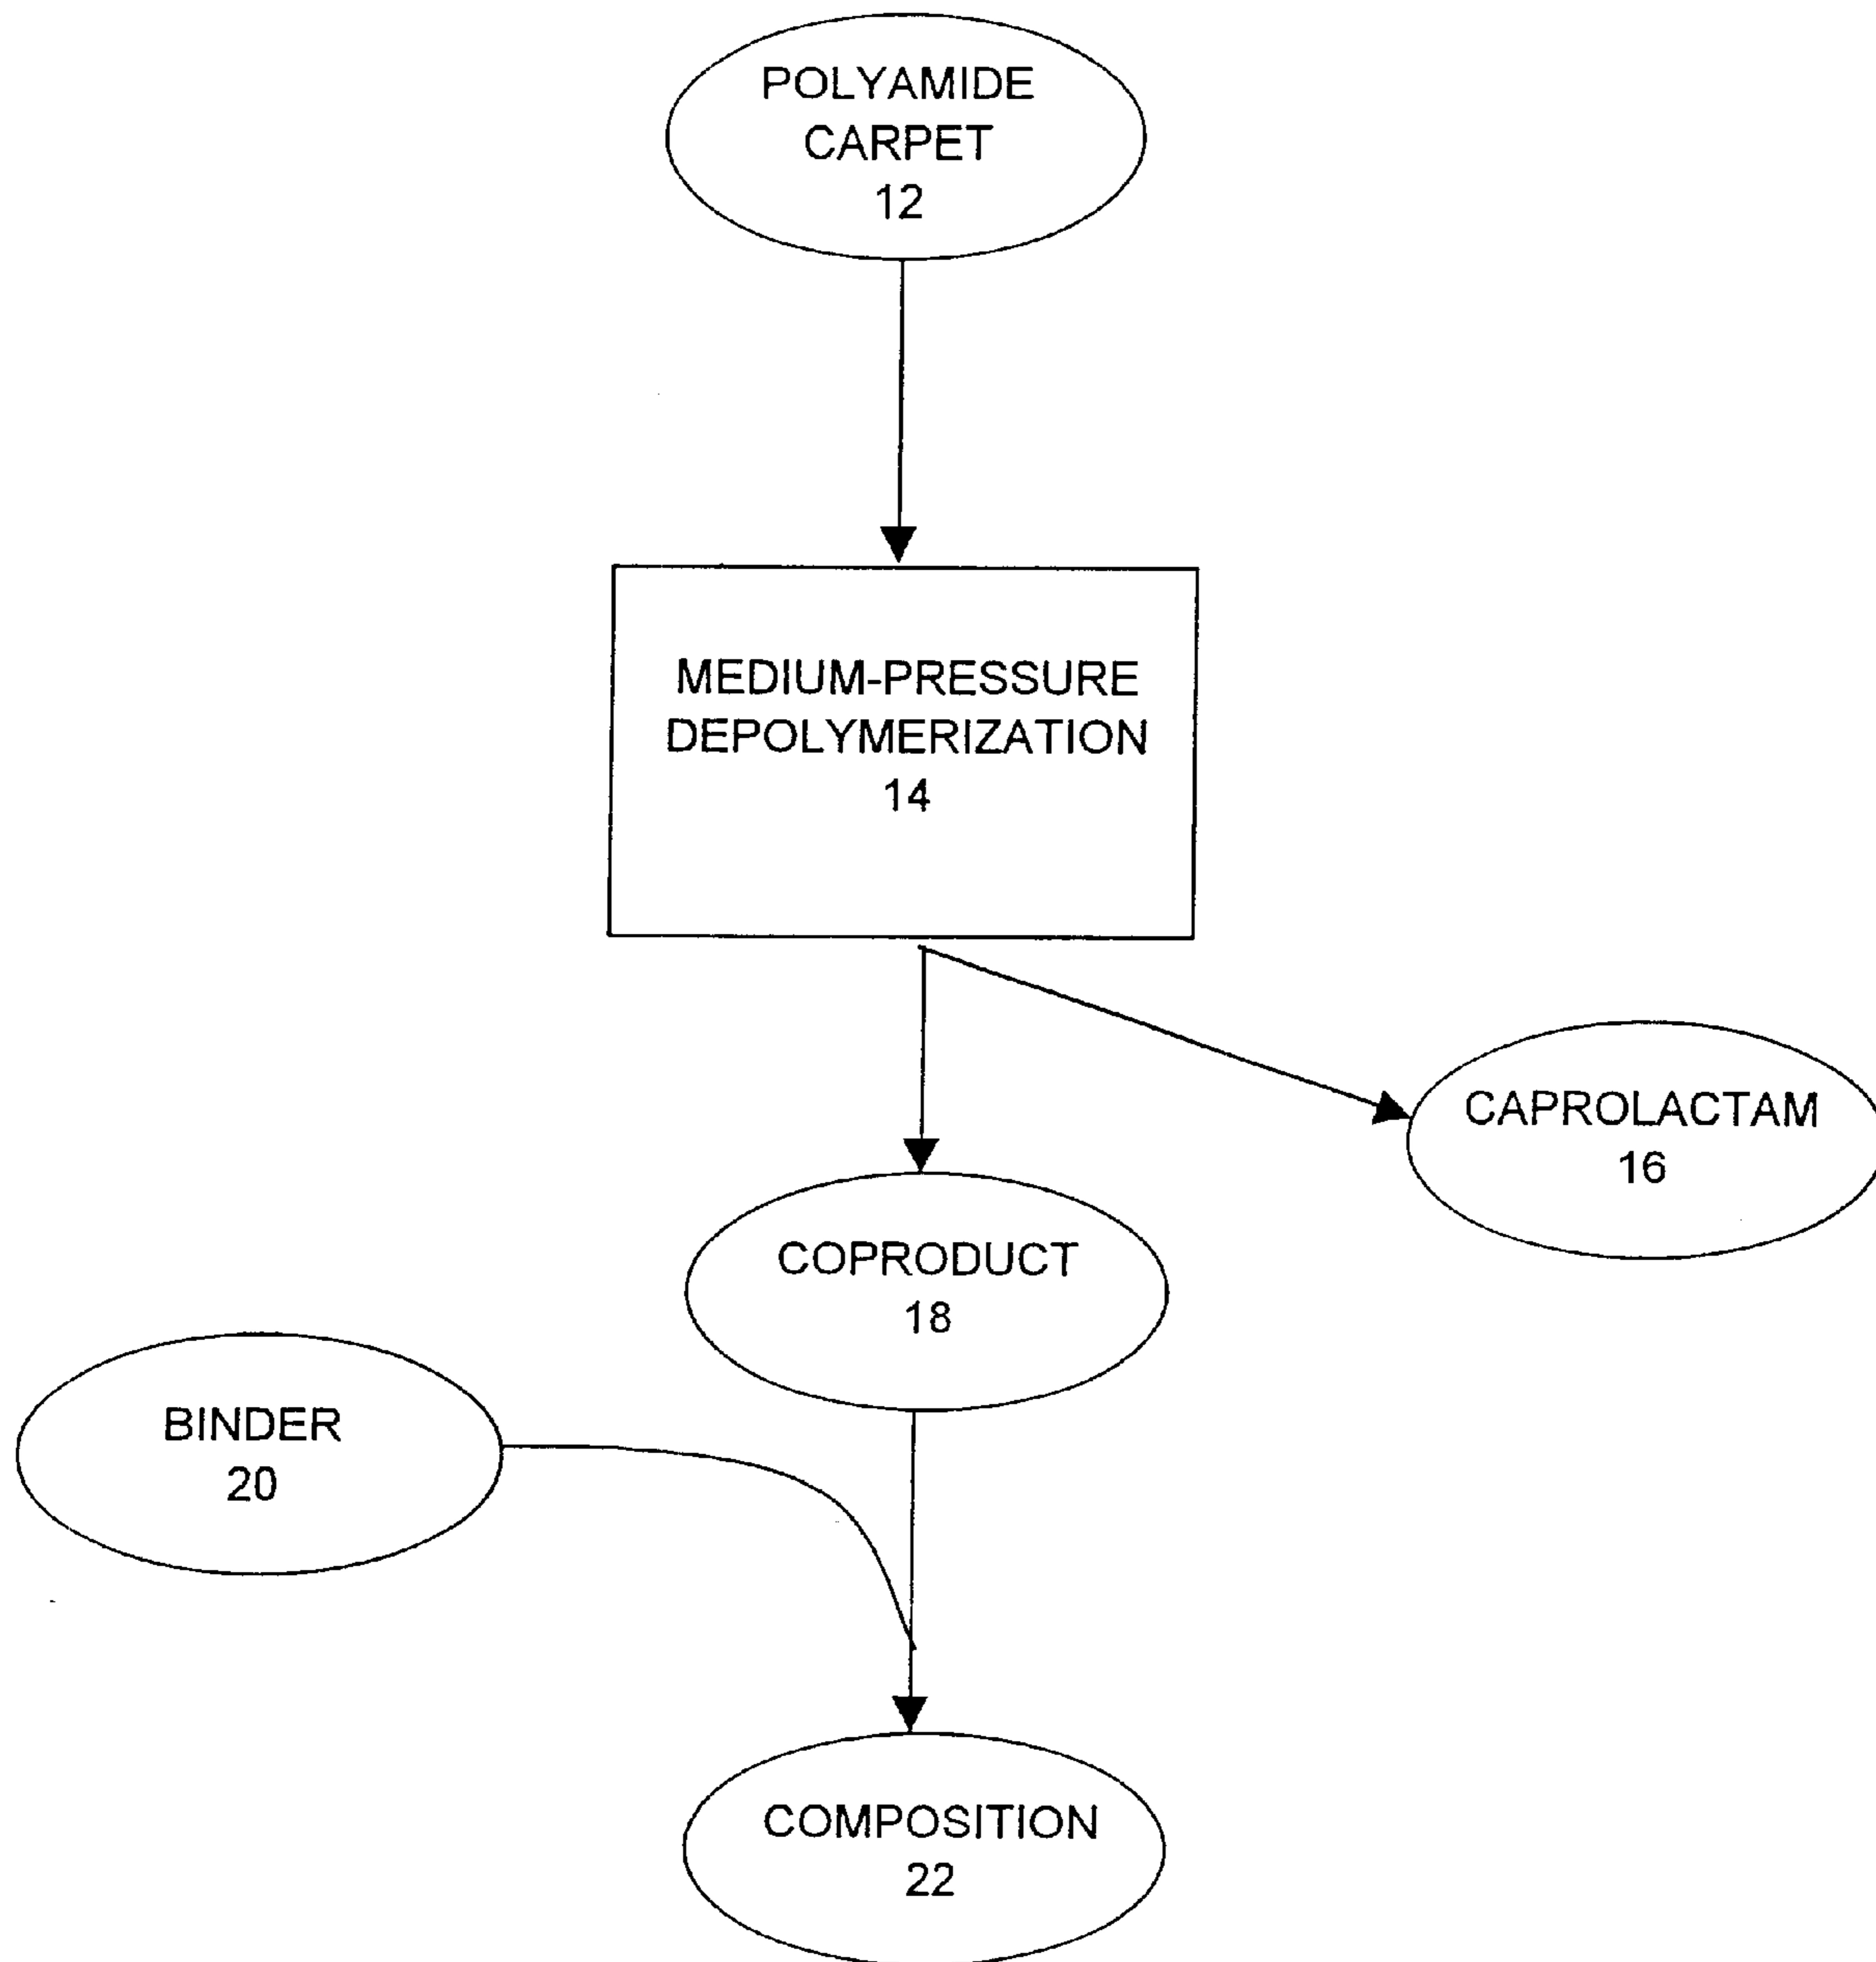 POLYAMIDE
CARPET
12
MEDIUM-PRESSURE
DEPOLYMERIZATION
14
CAPROLACTAM
16
COPRODUCT
18
BINDER
20
COMPOSITION
22